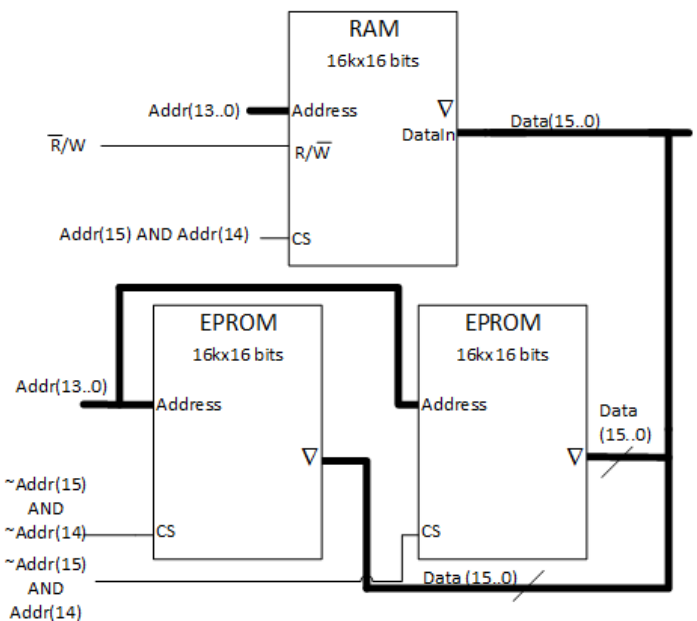 RAM
16kx16 bits
Addr(13..0)
Address
∇
Data(15..0)
DataIn
R̅/W
R/W̅
Addr(15) AND Addr(14)
CS
EPROM
16kx16 bits
EPROM
16kx16 bits
Addr(13..0)
Address
Address
Data
(15..0)
∇
∇
~Addr(15)
AND
~Addr(14)
CS
CS
~Addr(15)
AND
Addr(14)
Data (15..0)